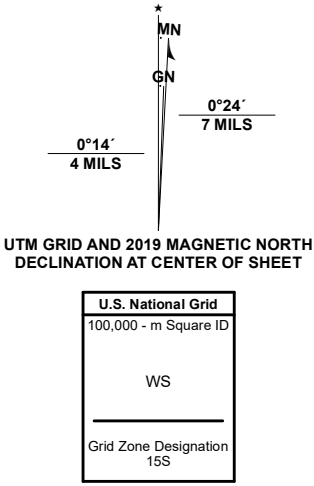 MN
GN
0°24´
7 MILS
0°14´
4 MILS
UTM GRID AND 2019 MAGNETIC NORTH
DECLINATION AT CENTER OF SHEET
U.S. National Grid
100,000 - m Square ID
WS
Grid Zone Designation
15S